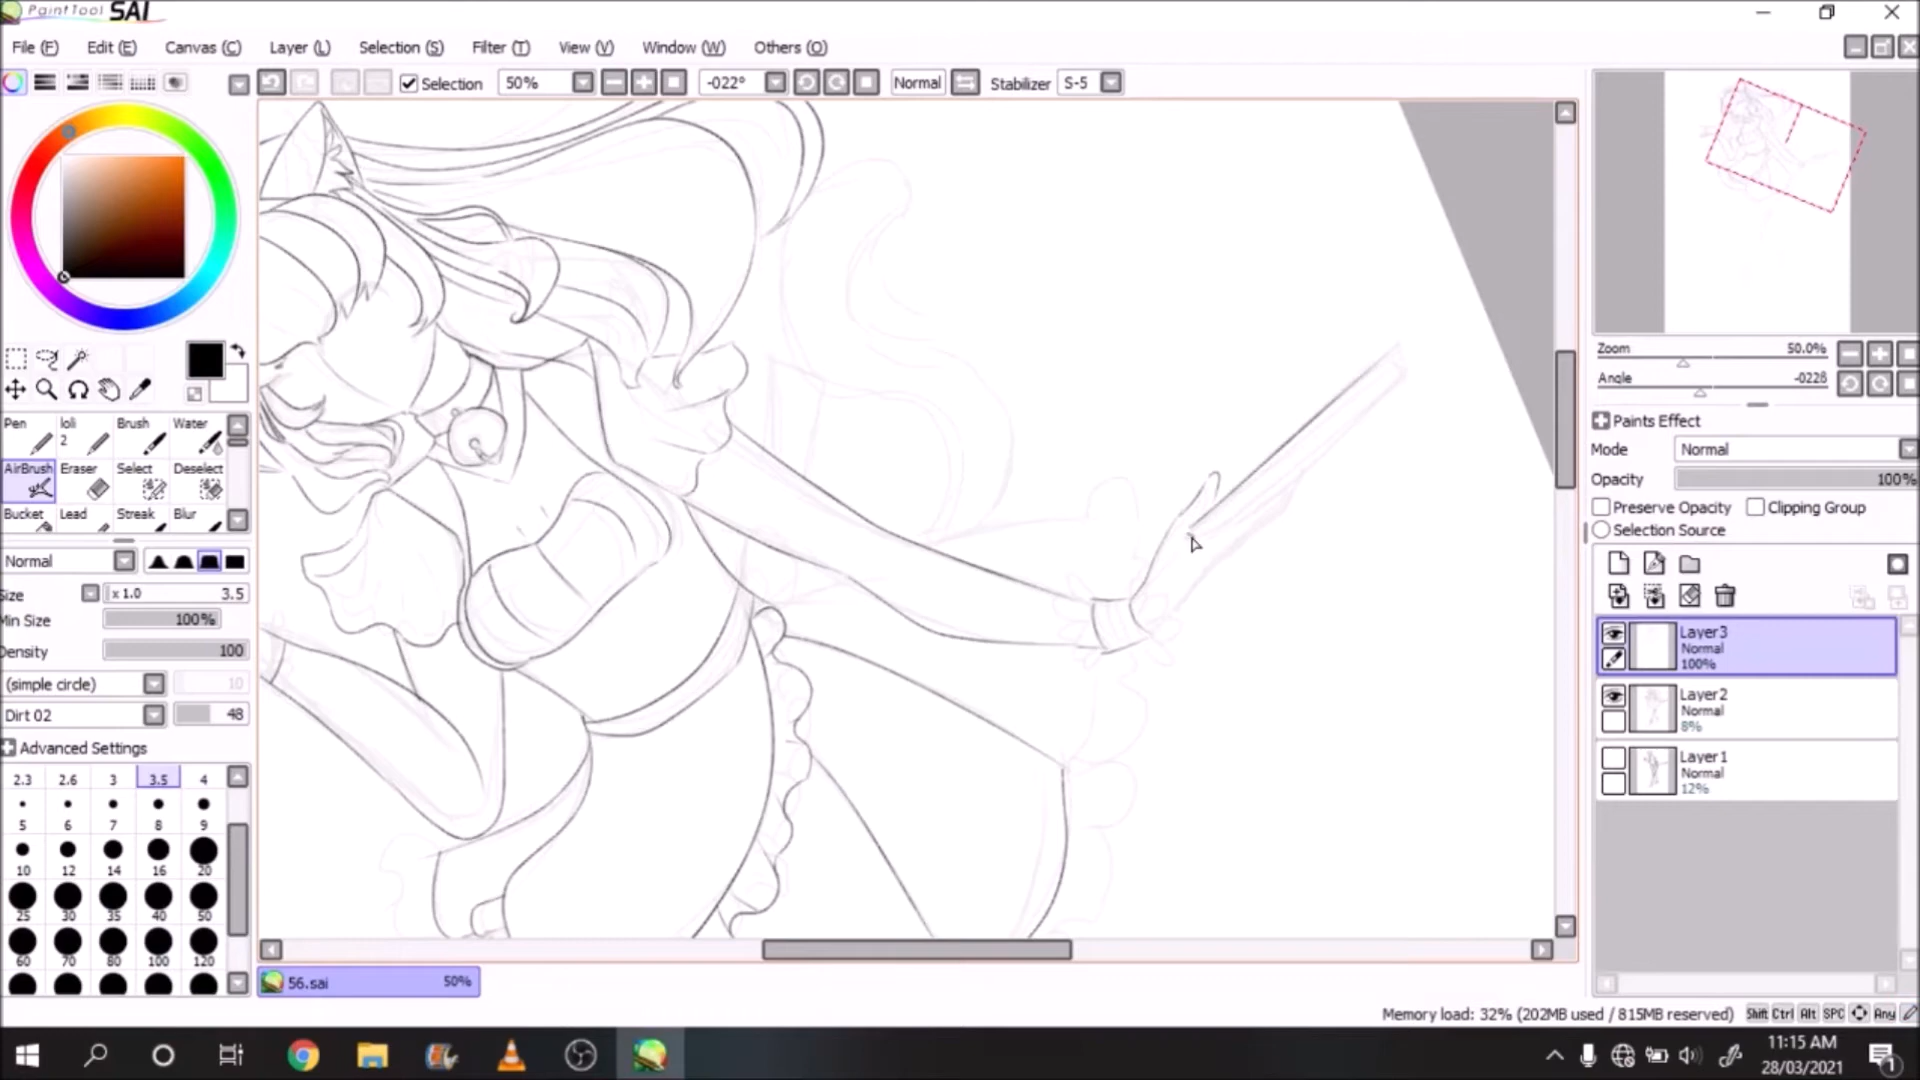 PaintTool SAI
File (F) Edit (E) Canvas (C) Layer (L) Selection (S) Filter (T) View (V) Window (W) Others (O)
Selection 50% -022° Normal Stabilizer S-5
Zoom 50.0%
Angle -022ß
Paints Effect
Mode Normal
Opacity 100%
Preserve Opacity Clipping Group
Selection Source
Pen loli 2 Brush Water
AirBrush Eraser Select Deselect
Bucket Lead Streak Blur
Normal
Size x 1.0 3.5
Min Size 100%
Density 100
(simple circle) 10
Dirt 02 48
Advanced Settings
2.3 2.6 3 3.5 4
5 6 7 8 9
10 12 14 16 20
25 30 35 40 50
60 70 80 100 120
Layer3
Normal
100%
Layer2
Normal
8%
Layer1
Normal
12%
56.sai 50%
Memory load: 32% (202MB used / 815MB reserved) Shift Ctrl Alt SPC Any
11:15 AM
28/03/2021
1